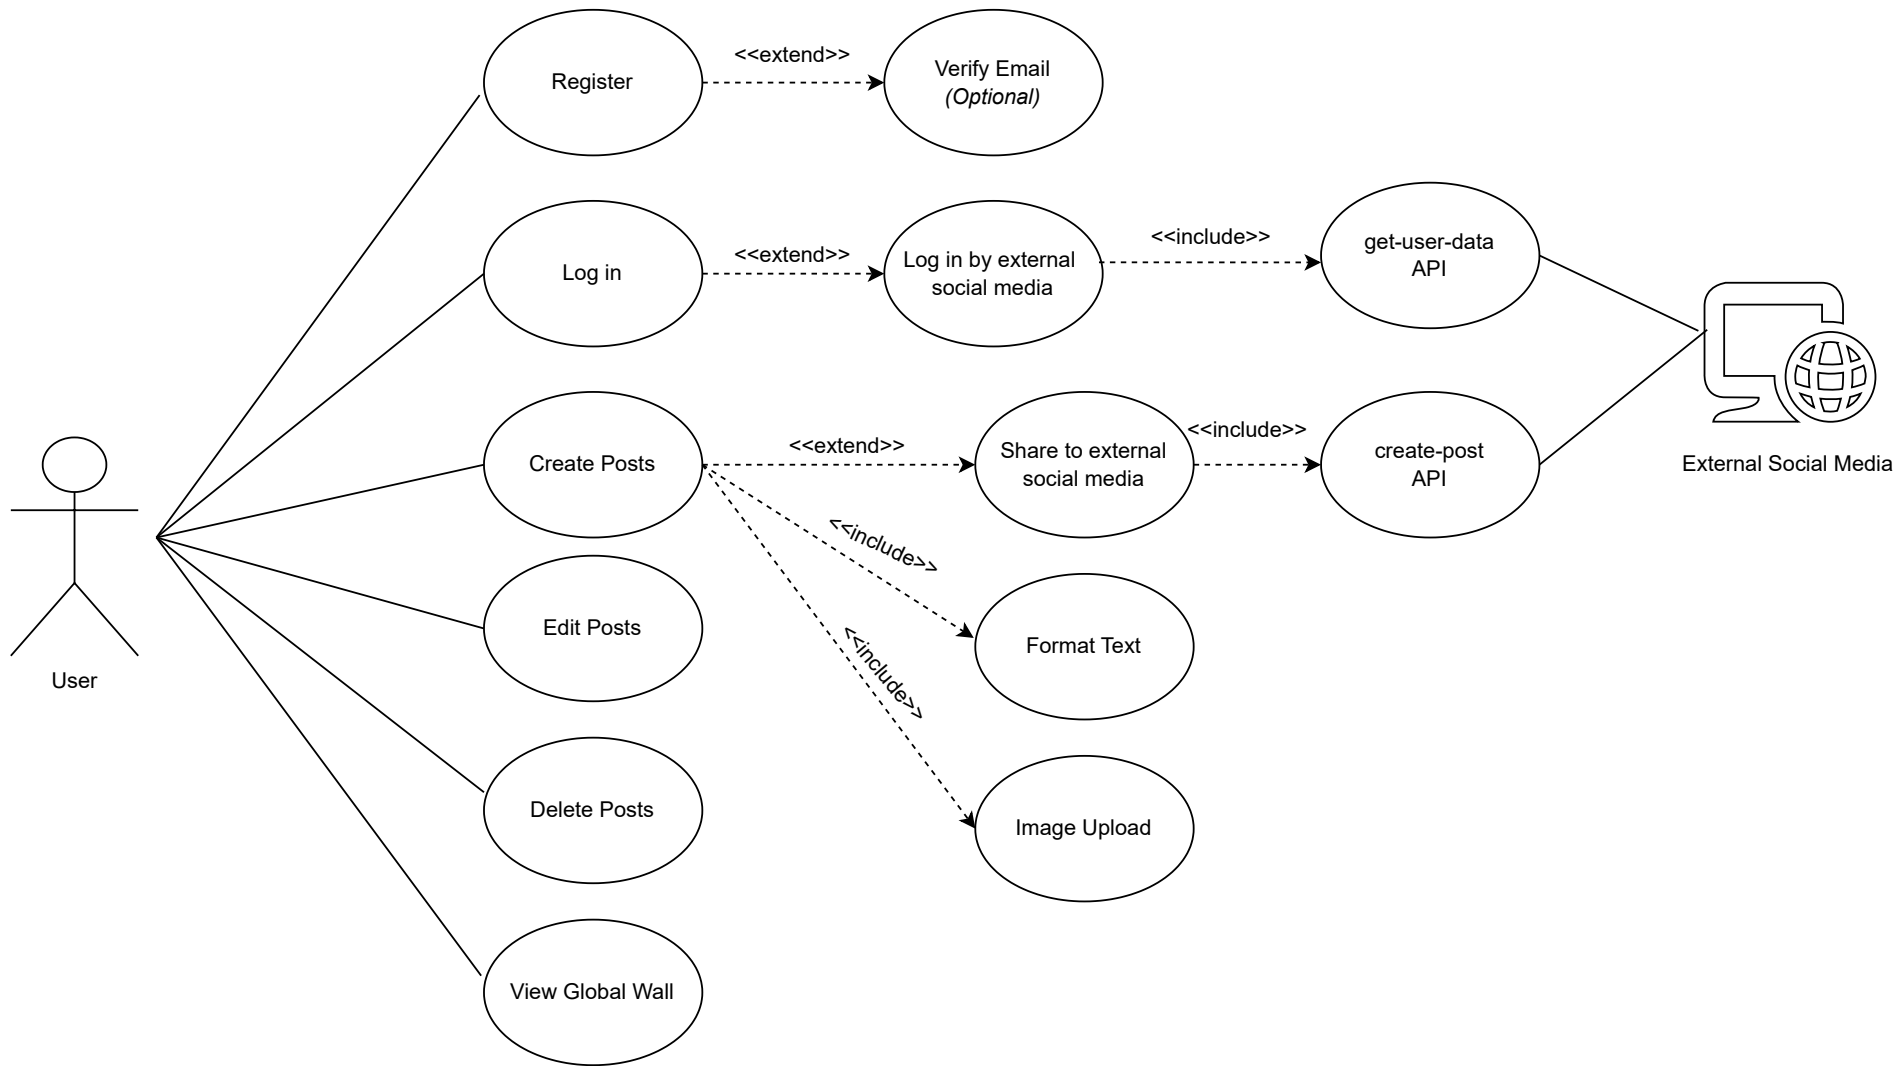 Register
<<extend>>
Verify Email
(Optional)
Log in
<<extend>>
Log in by external
social media
<<include>>
get-user-data
API
Create Posts
<<extend>>
Share to external
social media
<<include>>
create-post
API
External Social Media
<<include>>
Format Text
<<include>>
Image Upload
Edit Posts
User
Delete Posts
View Global Wall